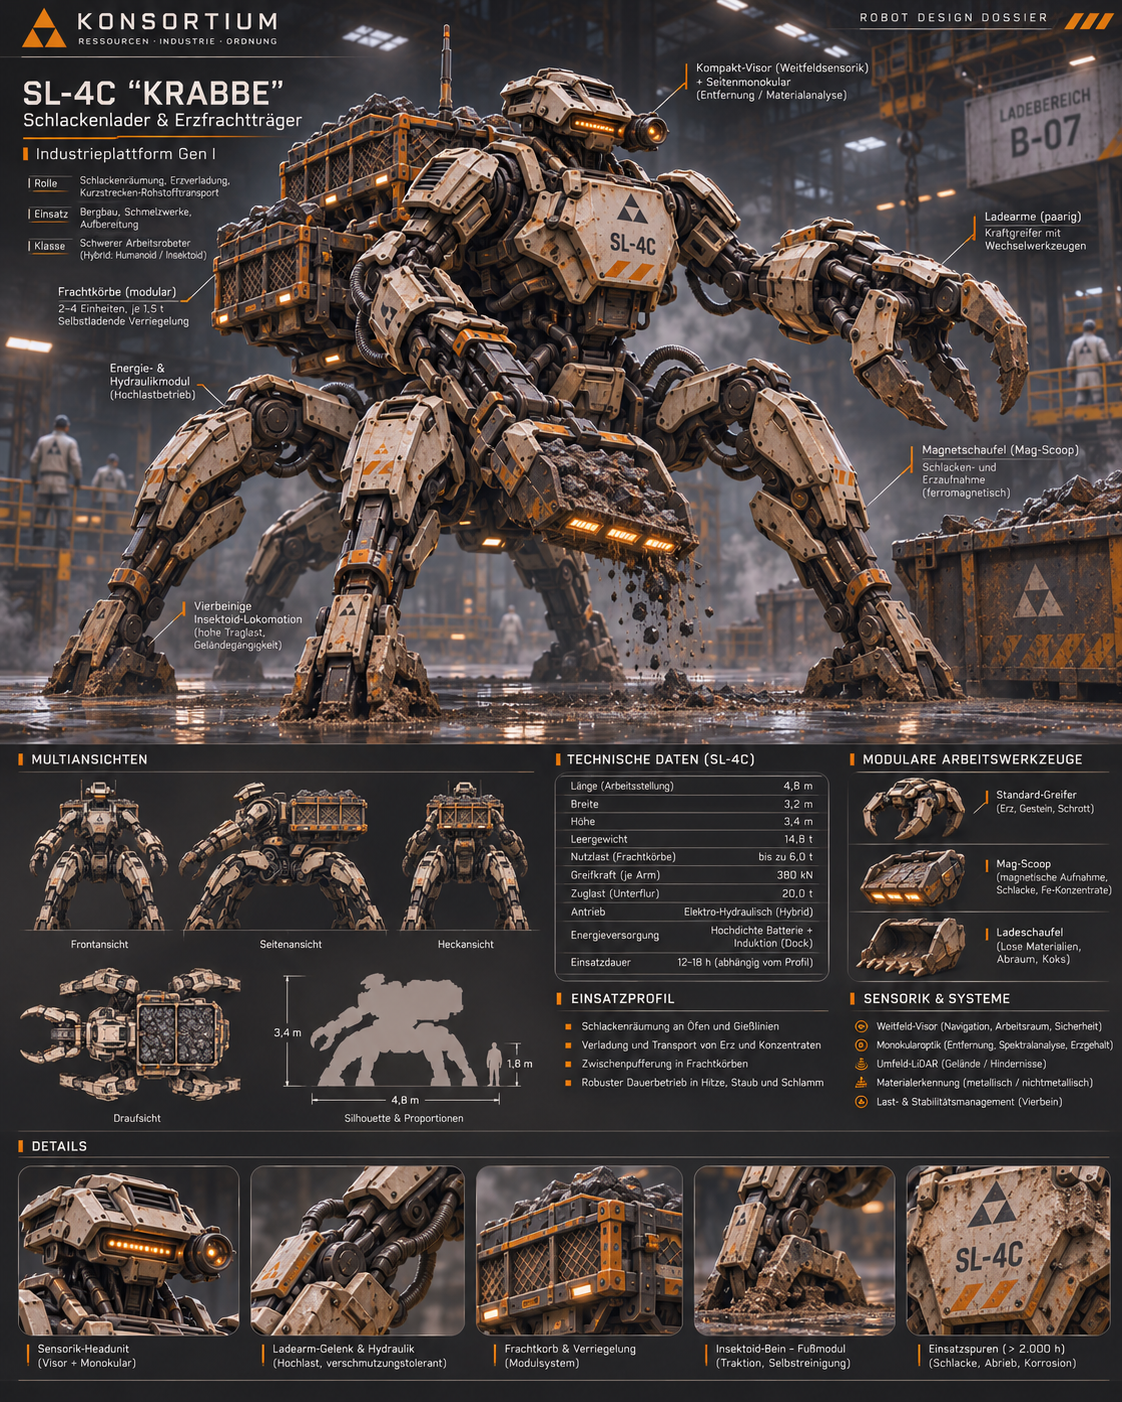 KONSORTIUM
RESSOURCEN · INDUSTRIE · ORDNUNG
ROBOT DESIGN DOSSIER
SL-4C “KRABBE”
Schlackenlader & Erzfrachtträger
Industrieplattform Gen I
Rolle
Schlackenräumung, Erzverladung,
Kurzstrecken-Rohstofftransport
Einsatz
Bergbau, Schmelzwerke,
Aufbereitung
Klasse
Schwerer Arbeitsroboter
(Hybrid: Humanoid / Insektoid)
Frachtkörbe (modular)
2–4 Einheiten, je 1,5 t
Selbstladende Verriegelung
Energie- &
Hydraulikmodul
(Hochlastbetrieb)
Vierbeinige
Insektoid-Lokomotion
(hohe Traglast,
Geländegängigkeit)
Kompakt-Visor (Weitfeldsensorik)
+ Seitenmonokular
(Entfernung / Materialanalyse)
LADEBEREICH
B-07
Ladearme (paarig)
Kraftgreifer mit
Wechselwerkzeugen
Magnetschaufel (Mag-Scoop)
Schlacken- und
Erzaufnahme
(ferromagnetisch)
SL-4C
MULTIANSICHTEN
Frontansicht
Seitenansicht
Heckansicht
Draufsicht
3,4 m
1,8 m
4,8 m
Silhouette & Proportionen
TECHNISCHE DATEN (SL-4C)
Länge (Arbeitsstellung) 4,8 m
Breite 3,2 m
Höhe 3,4 m
Leergewicht 14,8 t
Nutzlast (Frachtkörbe) bis zu 6,0 t
Greifkraft (je Arm) 380 kN
Zuglast (Unterflur) 20,0 t
Antrieb Elektro-Hydraulisch (Hybrid)
Energieversorgung Hochdichte Batterie +
Induktion (Dock)
Einsatzdauer 12–18 h (abhängig vom Profil)
EINSATZPROFIL
Schlackenräumung an Öfen und Gießlinien
Verladung und Transport von Erz und Konzentraten
Zwischenpufferung in Frachtkörben
Robuster Dauerbetrieb in Hitze, Staub und Schlamm
MODULARE ARBEITSWERKZEUGE
Standard-Greifer
(Erz, Gestein, Schrott)
Mag-Scoop
(magnetische Aufnahme,
Schlacke, Fe-Konzentrate)
Ladeschaufel
(Lose Materialien,
Abraum, Koks)
SENSORIK & SYSTEME
Weitfeld-Visor (Navigation, Arbeitsraum, Sicherheit)
Monokularoptik (Entfernung, Spektralanalyse, Erzgehalt)
Umfeld-LiDAR (Gelände / Hindernisse)
Materialerkennung (metallisch / nichtmetallisch)
Last- & Stabilitätsmanagement (Vierbein)
DETAILS
SL-4C
Sensorik-Headunit
(Visor + Monokular)
Ladearm-Gelenk & Hydraulik
(Hochlast, verschmutzungstolerant)
Frachtkorb & Verriegelung
(Modulsystem)
Insektoid-Bein – Fußmodul
(Traktion, Selbstreinigung)
Einsatzspuren ( > 2.000 h)
(Schlacke, Abrieb, Korrosion)